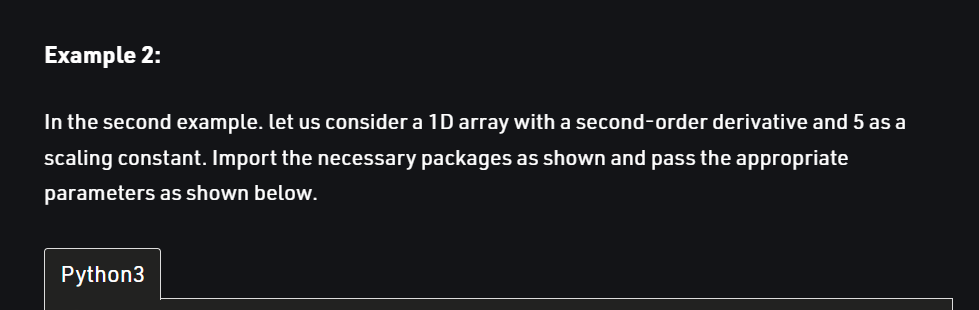 Example 2:
In the second example. let us consider a 1D array with a second-order derivative and 5 as a
scaling constant. Import the necessary packages as shown and pass the appropriate
parameters as shown below.
Python3